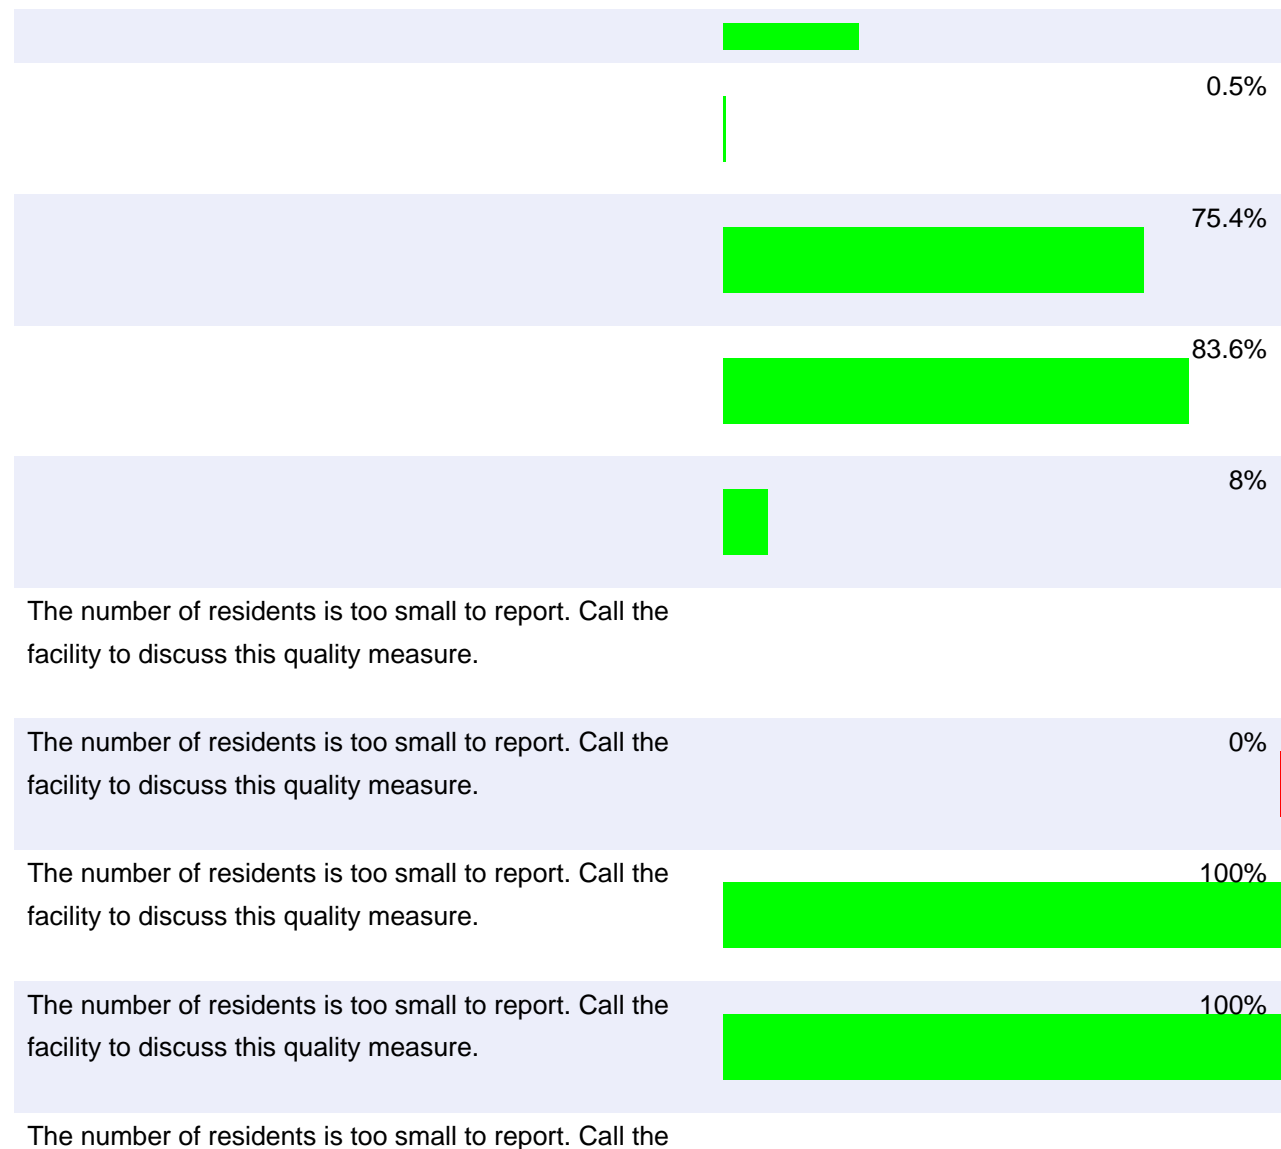 0.5%
75.4%
83.6%
8%
The number of residents is too small to report. Call the
facility to discuss this quality measure.
The number of residents is too small to report. Call the
0%
facility to discuss this quality measure.
The number of residents is too small to report. Call the
100%
facility to discuss this quality measure.
The number of residents is too small to report. Call the
100%
facility to discuss this quality measure.
The number of residents is too small to report. Call the